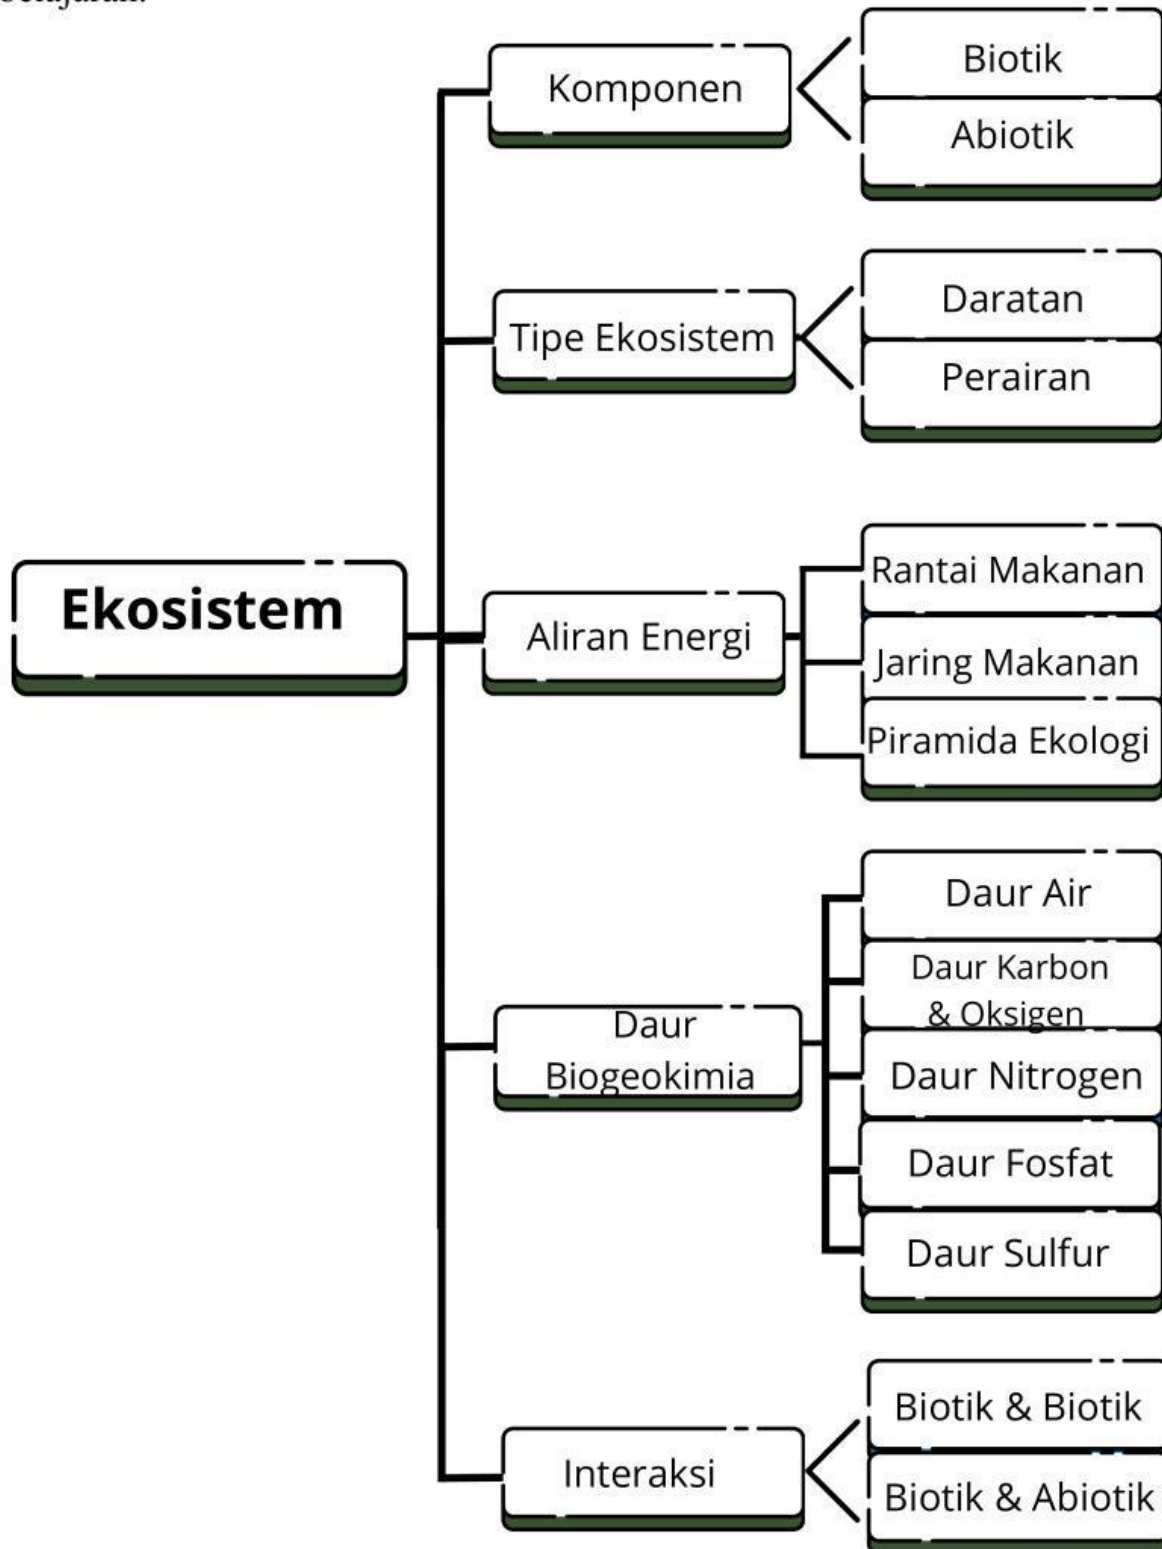 Komponen
Biotik
Abiotik
Tipe Ekosistem
Daratan
Perairan
Ekosistem
Aliran Energi
Rantai Makanan
Jaring Makanan
Piramida Ekologi
Daur
Biogeokimia
Daur Air
Daur Karbon
& Oksigen
Daur Nitrogen
Daur Fosfat
Daur Sulfur
Interaksi
Biotik & Biotik
Biotik & Abiotik